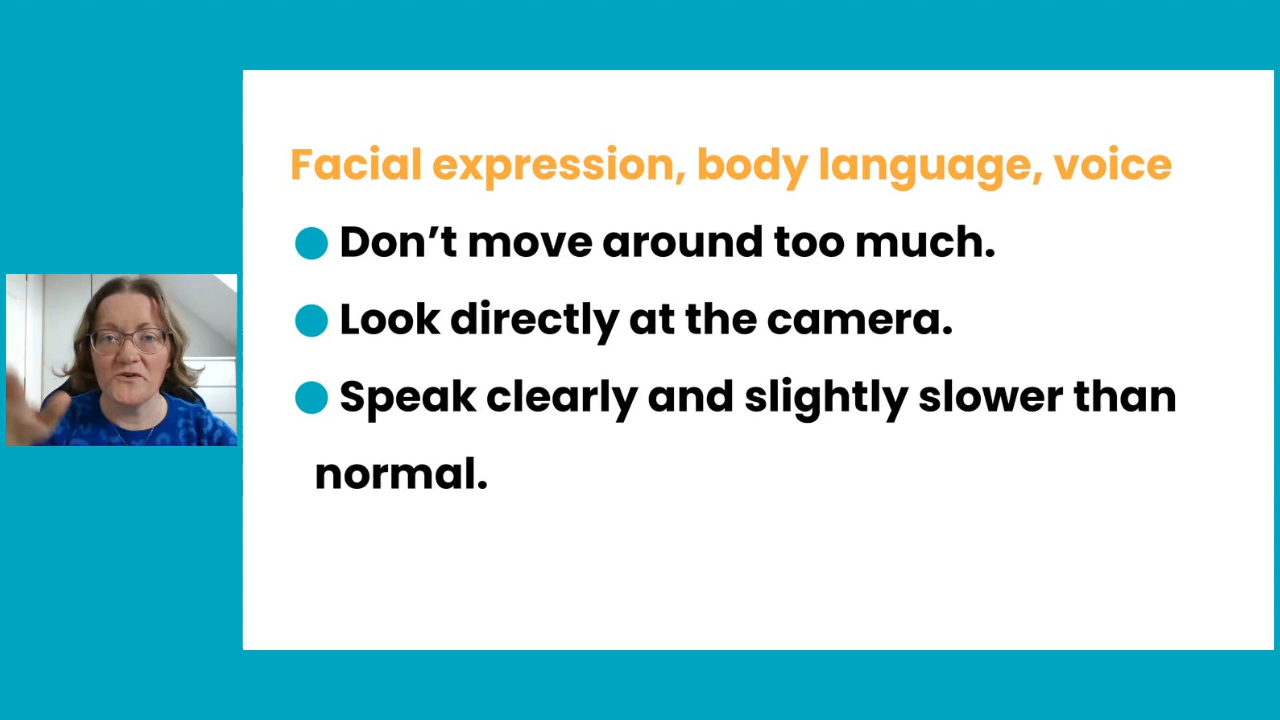 Facial expression, body language, voice
Don’t move around too much.
Look directly at the camera.
Speak clearly and slightly slower than
normal.